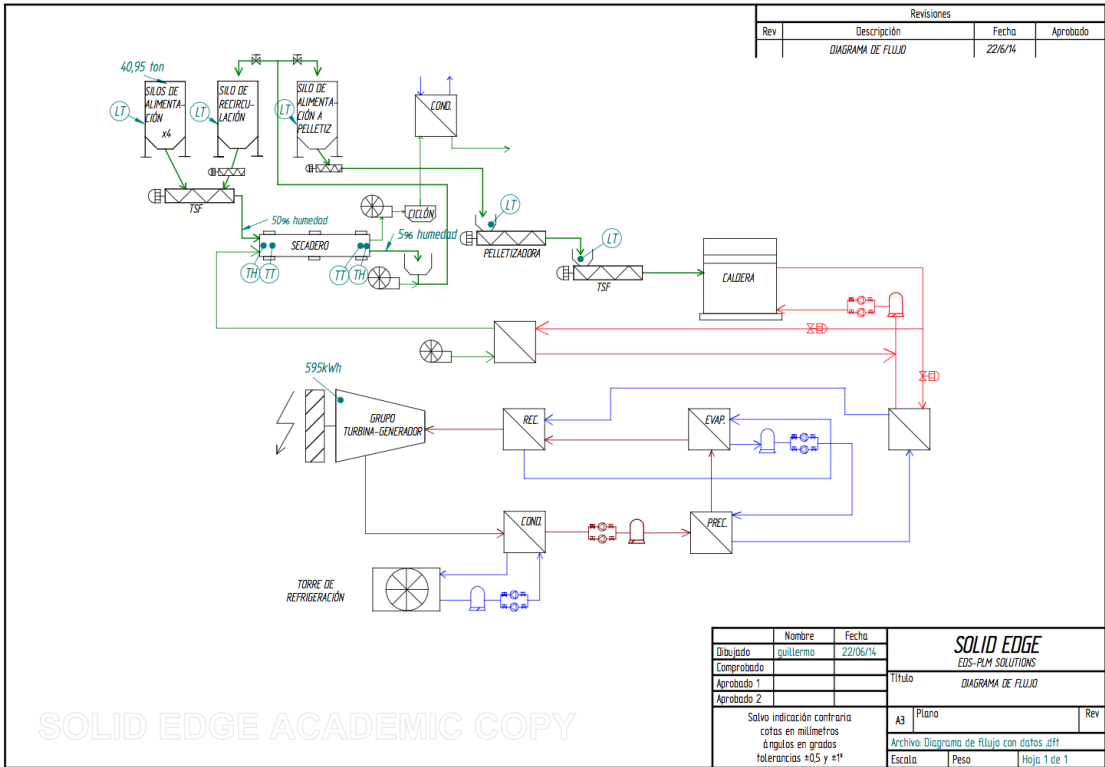 Revisiones
Rev Descripción Fecha Aprobado
DIAGRAMA DE FLUJO 22/6/14
40,95 ton
SILOS DE
ALIMENTA-
CIÓN
x4
LT
SILO DE
RECIRCU-
LACIÓN
LT
SILO DE
ALIMENTA-
CIÓN A
PELLETIZ
LT
COND.
TSF
CICLÓN
50% humedad
SECADERO
5% humedad
TH
TT
TT
TH
LT
PELLETIZADORA
LT
TSF
CALDERA
595kWh
GRUPO
TURBINA-GENERADOR
REC.
EVAP.
COND.
PREC.
TORRE DE
REFRIGERACIÓN
Nombre Fecha
Dibujado guillermo 22/06/14
Comprobado
Aprobado 1
Aprobado 2
SOLID EDGE
EDS-PLM SOLUTIONS
Título
DIAGRAMA DE FLUJO
Salvo indicación contraria
cotas en milímetros
ángulos en grados
tolerancias ±0,5 y ±1º
A3 Plano Rev
Archivo: Diagrama de fllujo con datos .dft
Escala Peso Hoja 1 de 1
SOLID EDGE ACADEMIC COPY